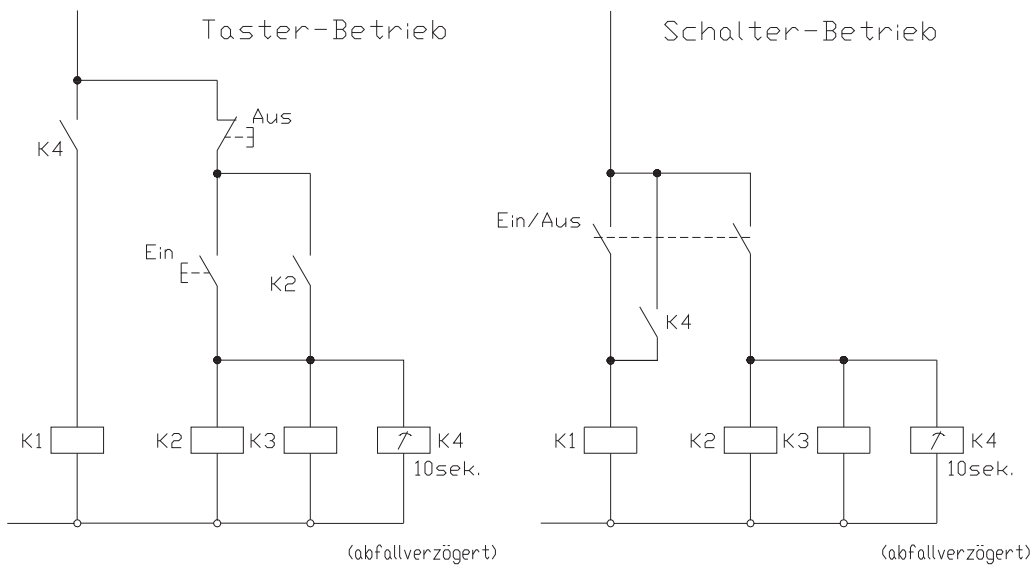 Taster-Betrieb
Aus
K4
Ein
K2
K1
K2
K3
K4
10sek.
(abfallverzögert)
Schalter-Betrieb
Ein/Aus
K4
K1
K2
K3
K4
10sek.
(abfallverzögert)